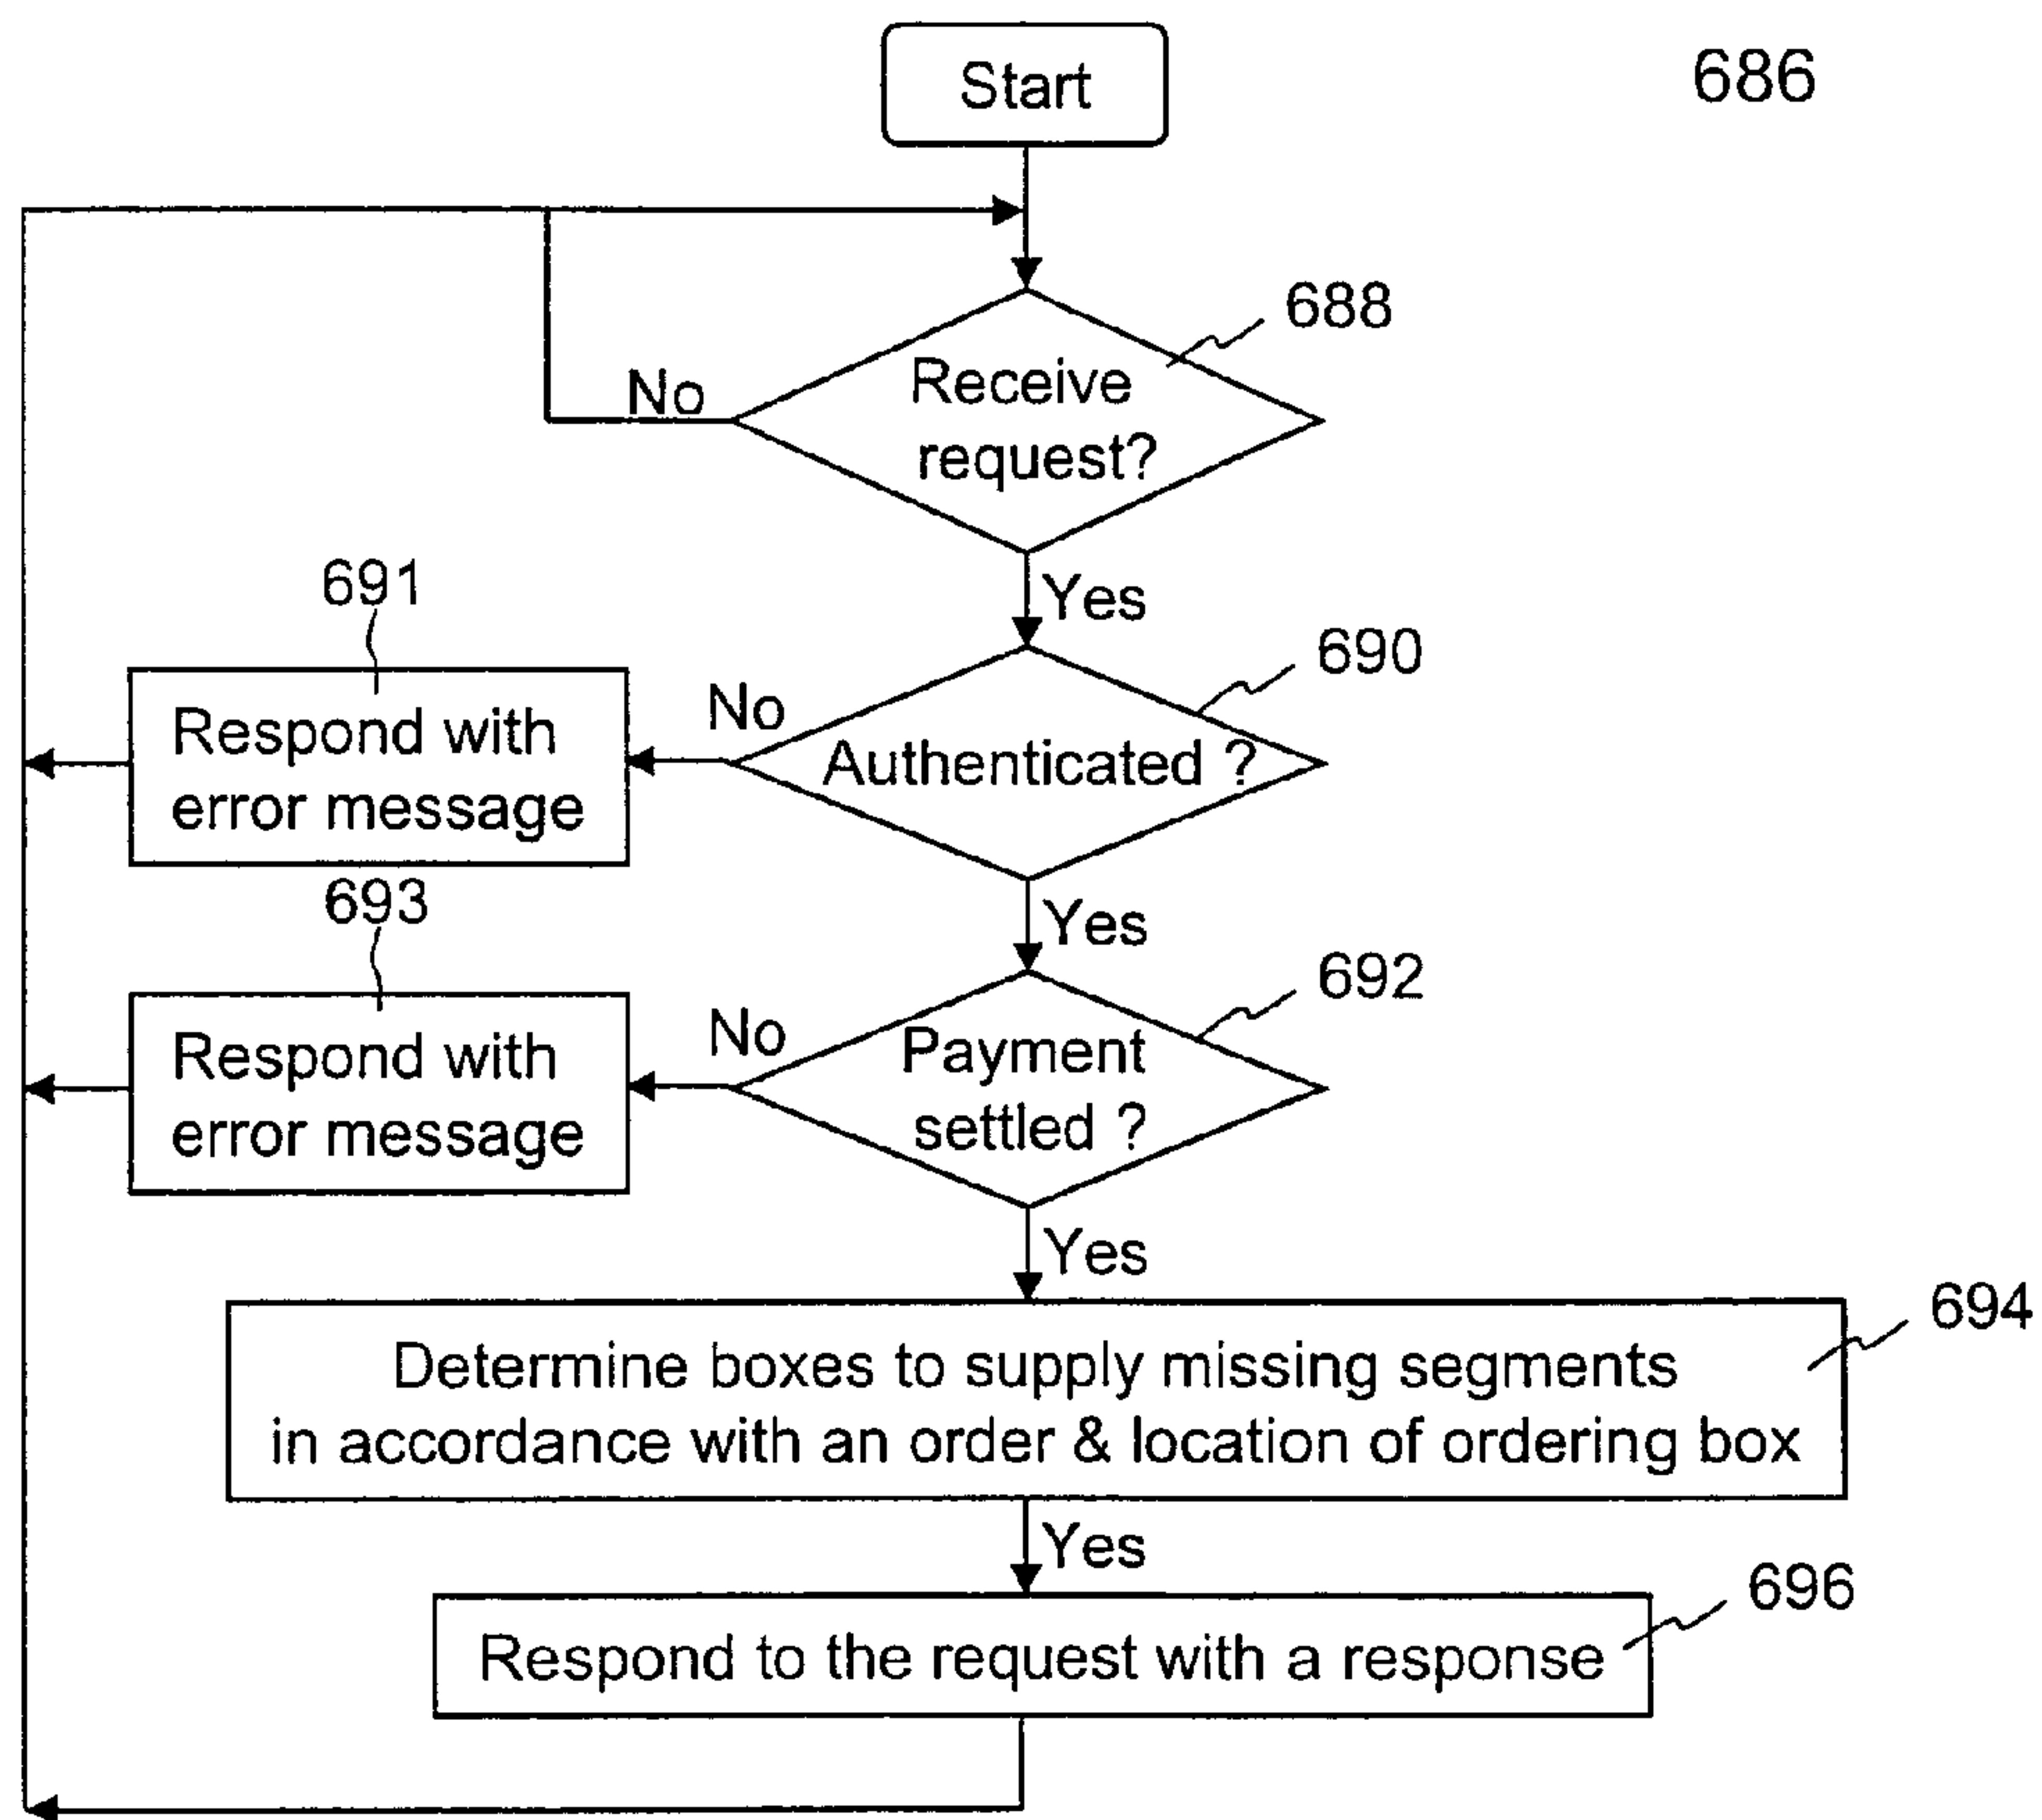 Start
686
688
Receive
request?
No
Yes
691
690
Respond with
error message
No
Authenticated ?
Yes
693
692
Respond with
error message
No
Payment
settled ?
Yes
694
Determine boxes to supply missing segments
in accordance with an order & location of ordering box
Yes
696
Respond to the request with a response